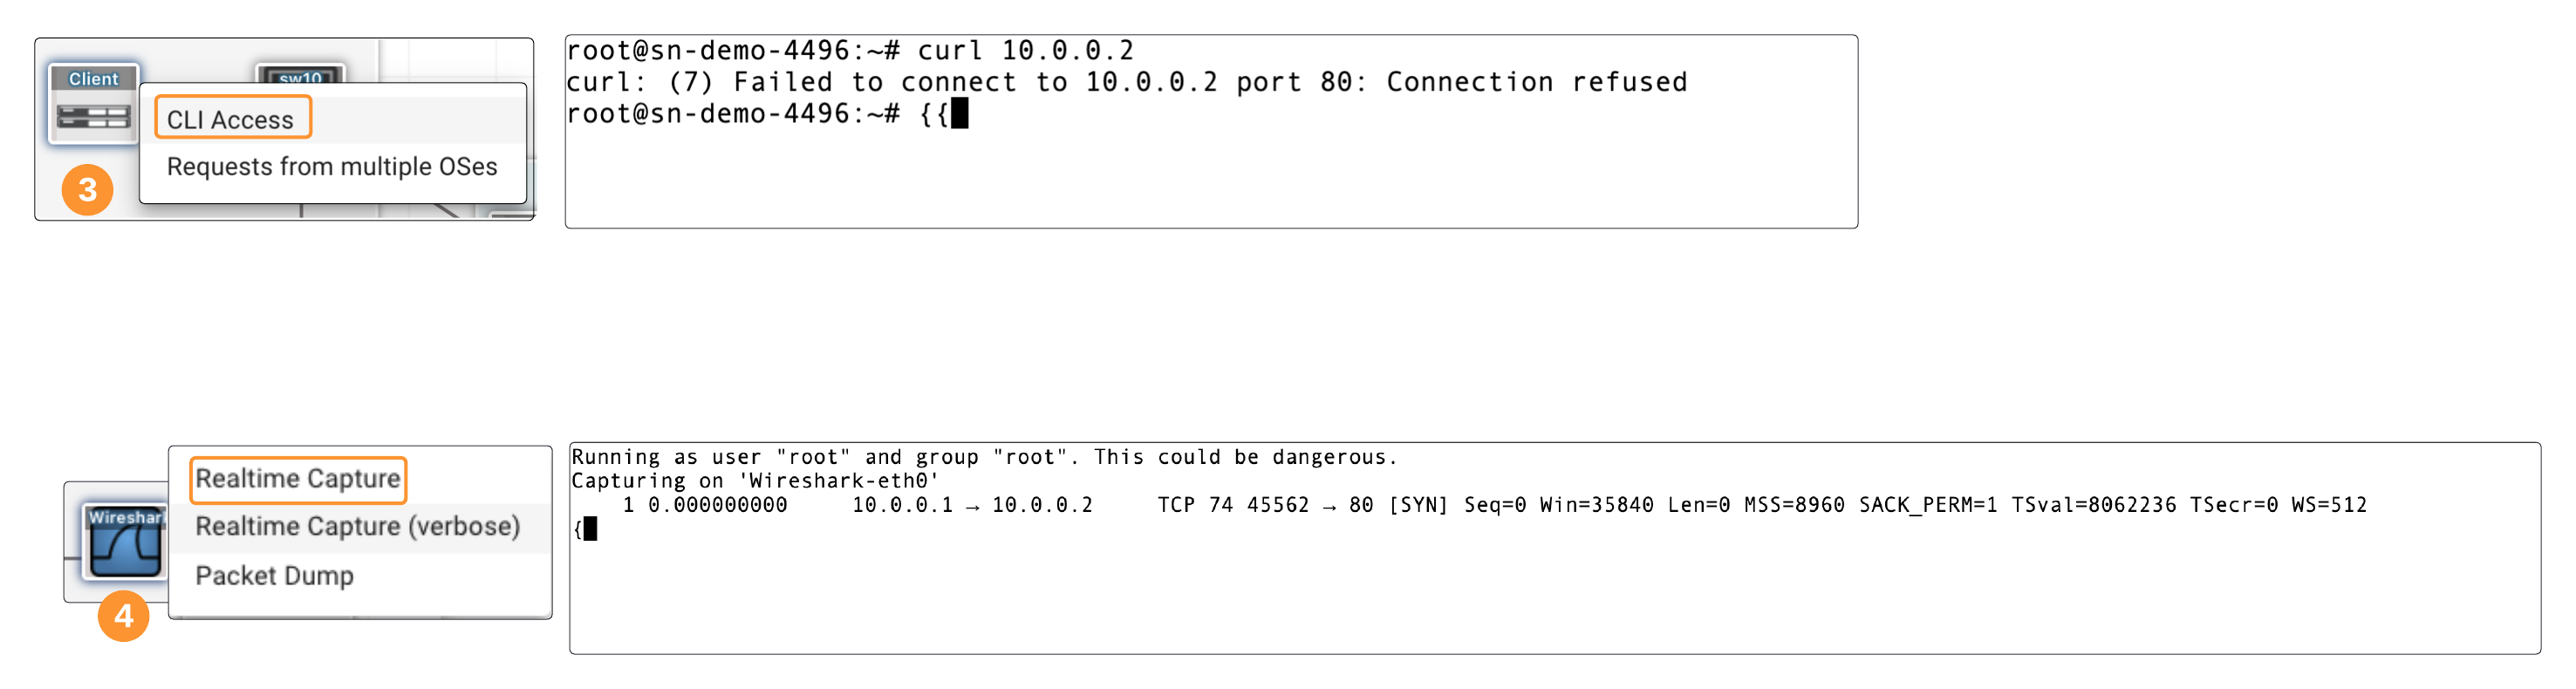 Client
sw10
CLI Access
Requests from multiple OSes
3
root@sn-demo-4496:~# curl 10.0.0.2
curl: (7) Failed to connect to 10.0.0.2 port 80: Connection refused
root@sn-demo-4496:~# {{
Wireshar
Realtime Capture
Realtime Capture (verbose)
Packet Dump
4
Running as user "root" and group "root". This could be dangerous.
Capturing on 'Wireshark-eth0'
1 0.000000000 10.0.0.1 → 10.0.0.2 TCP 74 45562 → 80 [SYN] Seq=0 Win=35840 Len=0 MSS=8960 SACK_PERM=1 TSval=8062236 TSecr=0 WS=512
{